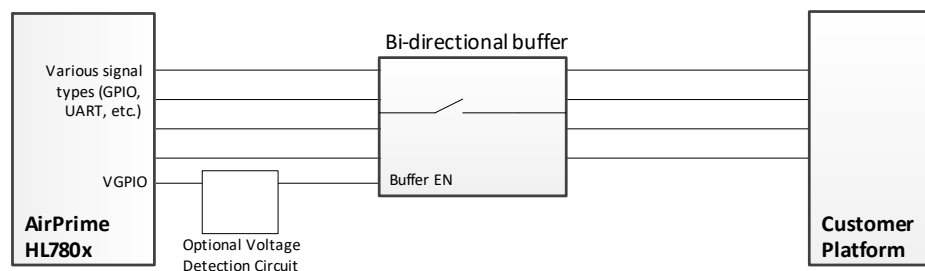 Bi-directional buffer
Various signal
types (GPIO,
UART, etc.)
VGPIO
Buffer EN
AirPrime
HL780x
Optional Voltage
Detection Circuit
Customer
Platform